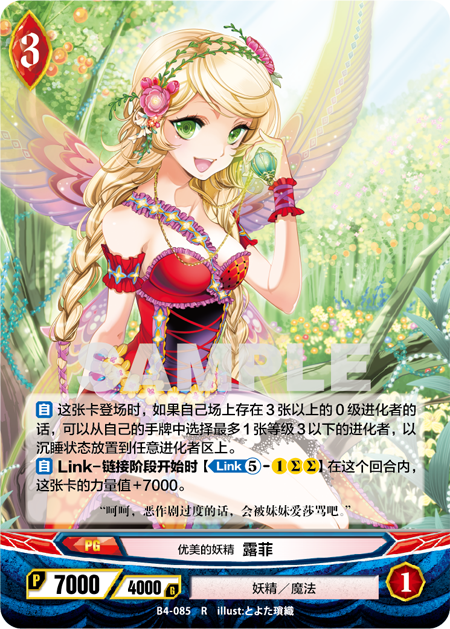 3
SAMPLE
自 这张卡登场时，如果自己场上存在3张以上的0级进化者的
话，可以从自己的手牌中选择最多1张等级3以下的进化者，以
沉睡状态放置到任意进化者区上。
自 Link-链接阶段开始时【Link 5-I Σ Σ】在这个回合内，
这张卡的力量值+7000。
“呵呵，恶作剧过度的话，会被妹妹爱莎骂吧。”
PG 优美的妖精 露菲
P 7000 4000 G 妖精／魔法 1
B4-085 R illust:とよた瑣織